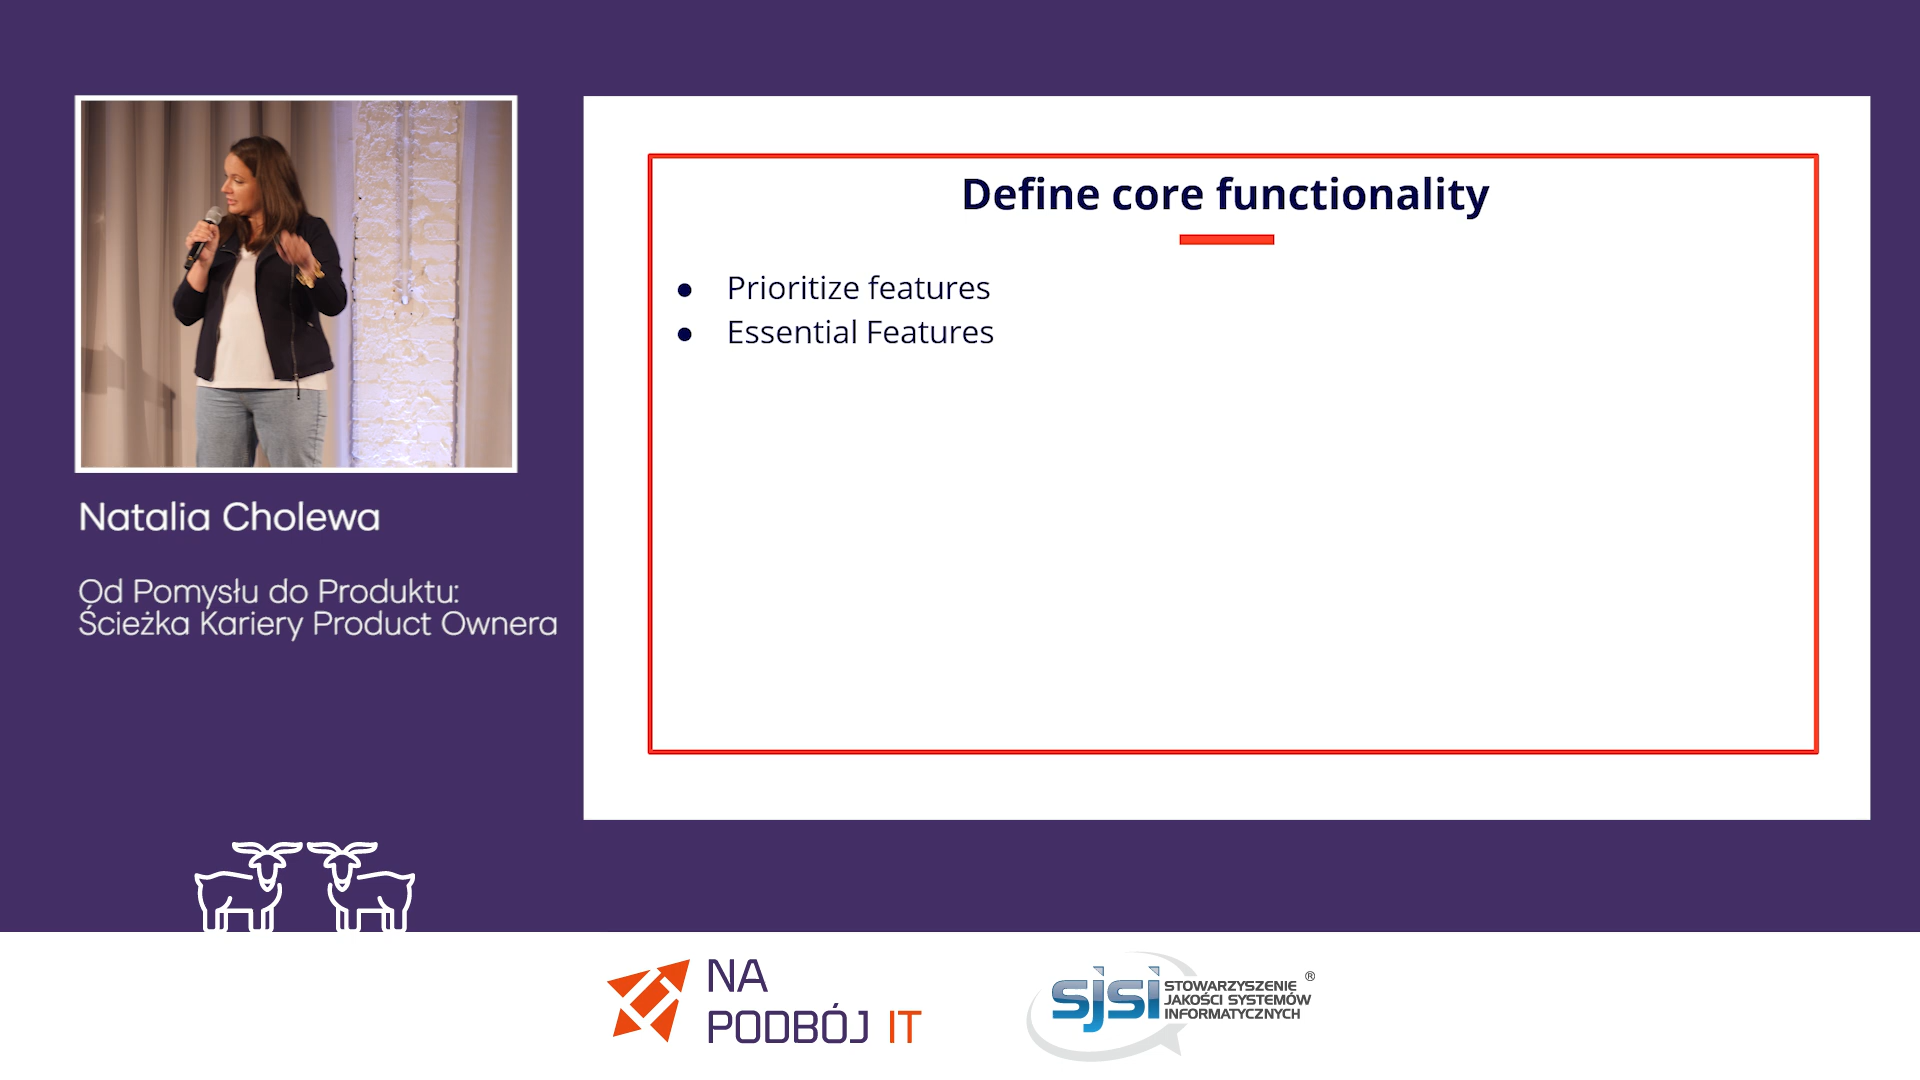 Natalia Cholewa
Od Pomysłu do Produktu:
Ścieżka Kariery Product Ownera
Define core functionality
● Prioritize features
● Essential Features
NA
PODBÓJ IT
sjsi
STOWARZYSZENIE ®
JAKOŚCI SYSTEMÓW
INFORMATYCZNYCH